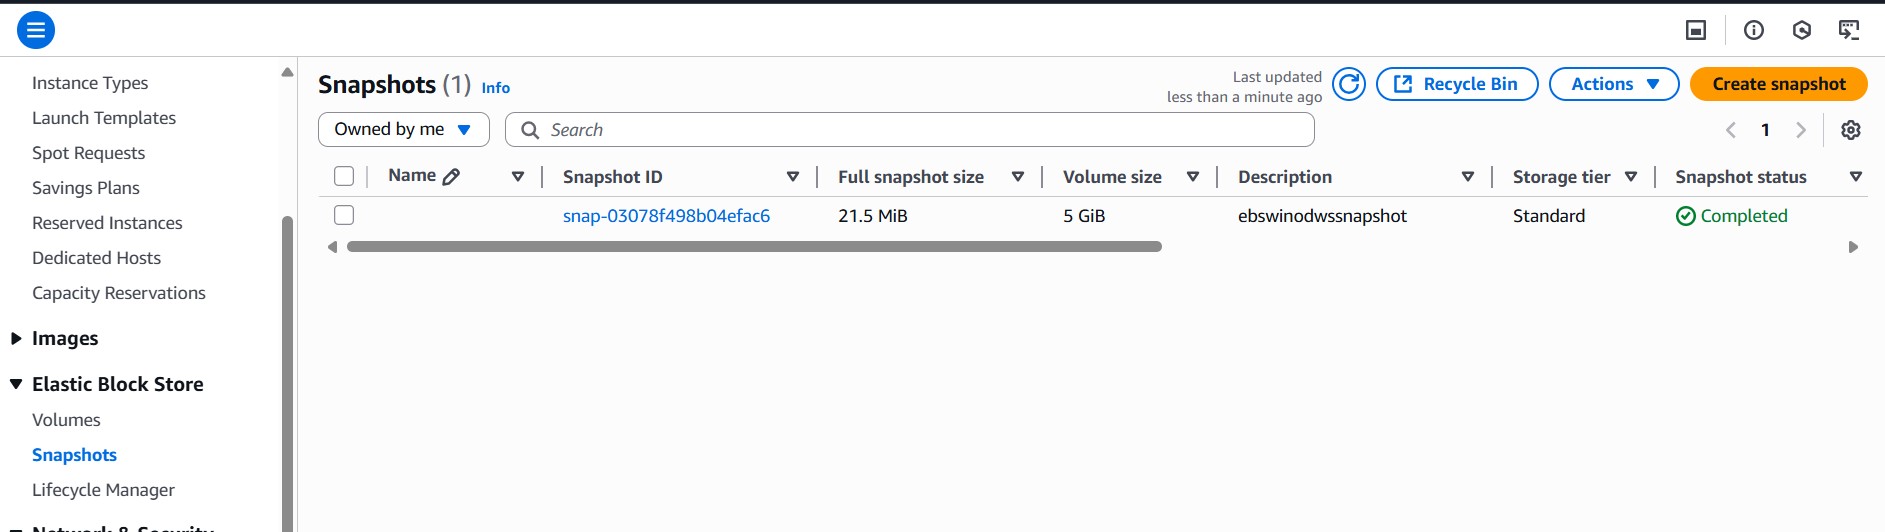 Instance Types
Launch Templates
Spot Requests
Savings Plans
Reserved Instances
Dedicated Hosts
Capacity Reservations
Images
Elastic Block Store
Volumes
Snapshots
Lifecycle Manager
Network & Security
Snapshots (1) Info
Last updated
less than a minute ago
Recycle Bin
Actions
Create snapshot
Owned by me
Search
1
Name Snapshot ID Full snapshot size Volume size Description Storage tier Snapshot status
snap-03078f498b04efac6 21.5 MiB 5 GiB ebswinodwssnapshot Standard Completed